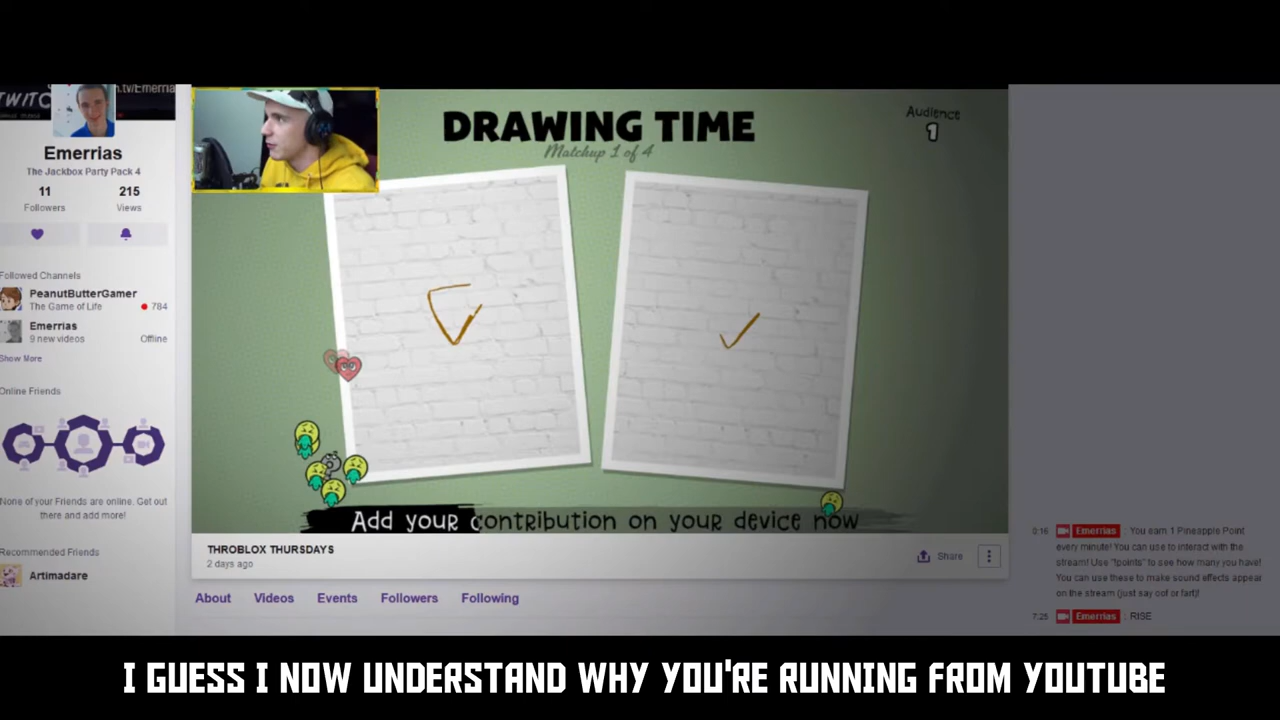 TWITC
n.tv/Emerria
Emerrias
The Jackbox Party Pack 4
11
215
Followers
Views
Followed Channels
PeanutButterGamer
The Game of Life
784
Emerrias
9 new videos
Offline
Show More
Online Friends
None of your Friends are online. Get out
there and add more!
Recommended Friends
Artimadare
DRAWING TIME
Matchup 1 of 4
Audience
1
Add your contribution on your device now
THROBLOX THURSDAYS
2 days ago
Share
About Videos Events Followers Following
0:16 Emerrias : You earn 1 Pineapple Point
every minute! You can use to interact with the
stream! Use "!points" to see how many you have!
You can use these to make sound effects appear
on the stream (just say oof or fart)!
7:25 Emerrias : RISE
I GUESS I NOW UNDERSTAND WHY YOU'RE RUNNING FROM YOUTUBE